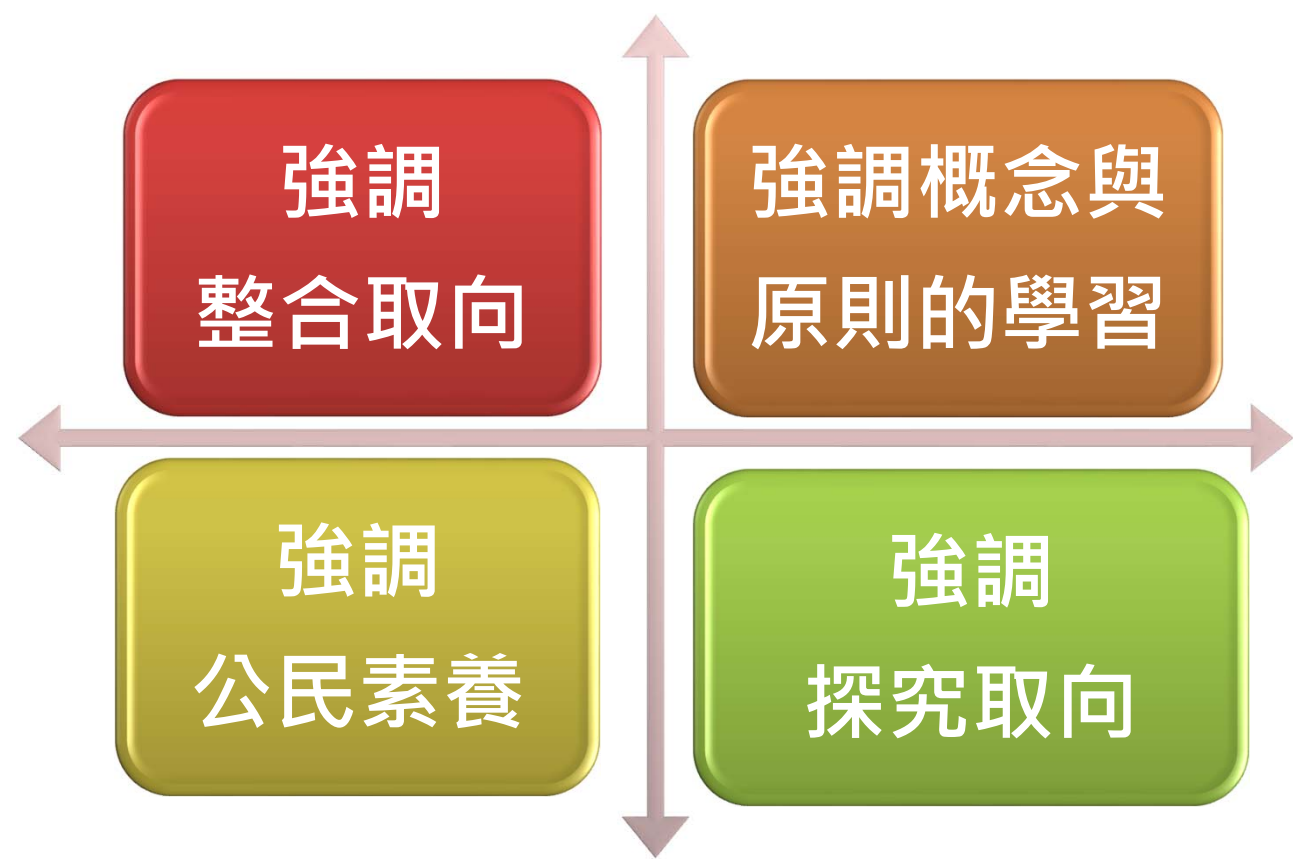 強調
整合取向
強調概念與
原則的學習
強調
公民素養
強調
探究取向